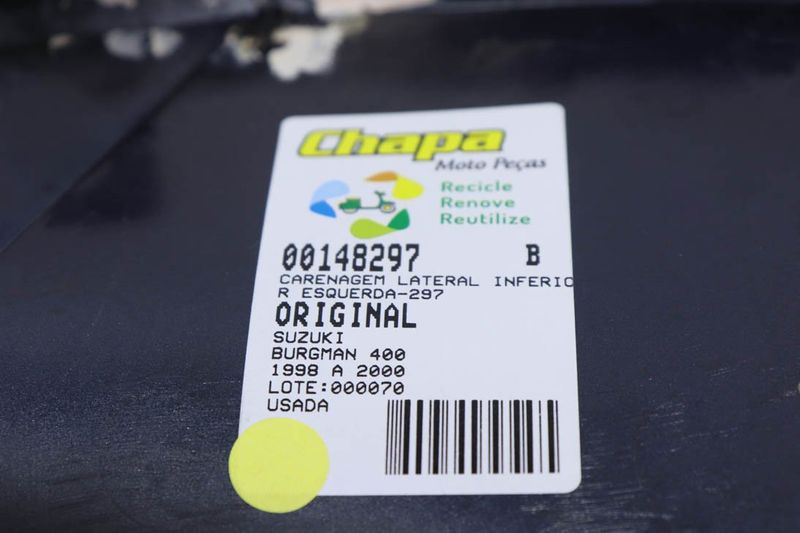 Chapa
Moto Peças
Recicle
Renove
Reutilize
00148297 B
CARENAGEM LATERAL INFERIO
R ESQUERDA-297
ORIGINAL
SUZUKI
BURGMAN 400
1998 A 2000
LOTE:000070
USADA